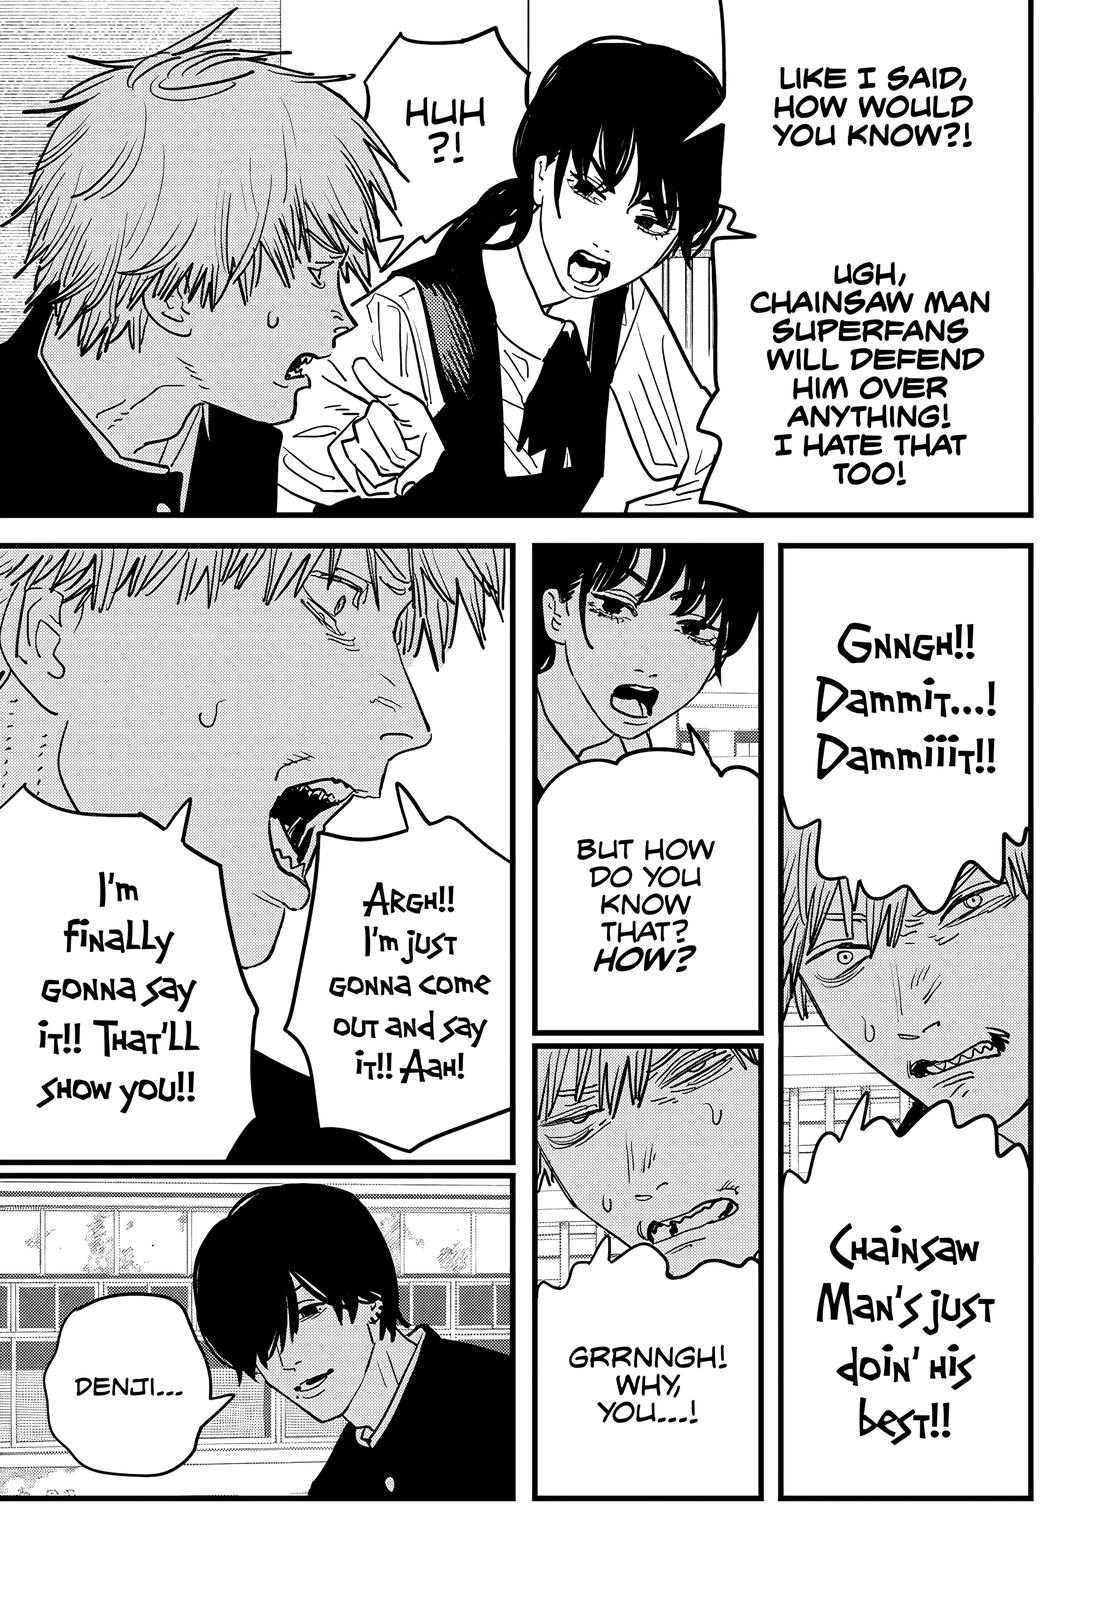 LIKE I SAID,
HOW WOULD
YOU KNOW?!
UGH,
CHAINSAW MAN
SUPERFANS
WILL DEFEND
HIM OVER
ANYTHING!
I HATE THAT
TOO!
HUH
?!
GNNGH!!
DAMMIT...!
DAMMIIIT!!
CHAINSAW
MAN'S JUST
DOIN' HIS
BEST!!
BUT HOW
DO YOU
KNOW
THAT?
HOW?
GRRNNGH!
WHY,
YOU...!
ARGH!!
I'M JUST
GONNA COME
OUT AND SAY
IT!! AAH!
I'M
FINALLY
GONNA SAY
IT!! THAT'LL
SHOW YOU!!
DENJI...